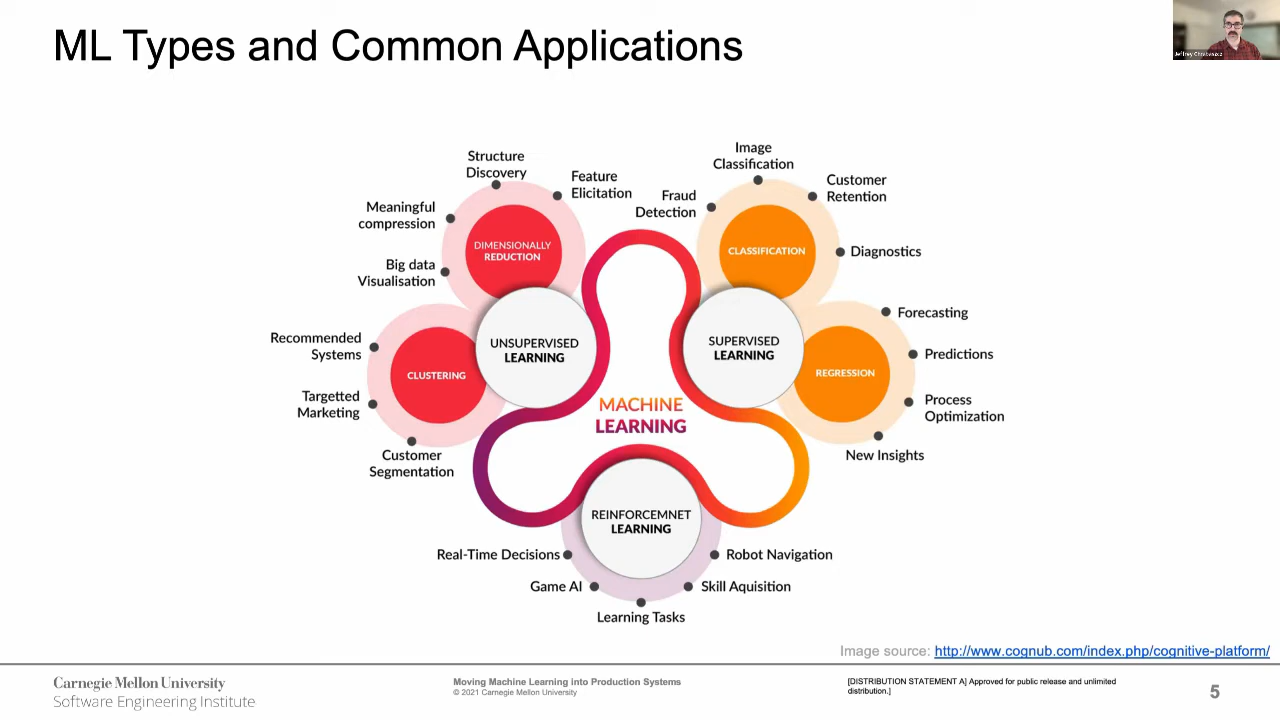 ML Types and Common Applications
Structure
Discovery
Feature
Elicitation
Meaningful
compression
Big data
Visualisation
DIMENSIONALLY
REDUCTION
Recommended
Systems
Targetted
Marketing
Customer
Segmentation
CLUSTERING
UNSUPERVISED
LEARNING
Image
Classification
Fraud
Detection
Customer
Retention
Diagnostics
CLASSIFICATION
SUPERVISED
LEARNING
Forecasting
Predictions
Process
Optimization
New Insights
REGRESSION
MACHINE
LEARNING
REINFORCEMNET
LEARNING
Real-Time Decisions
Game AI
Learning Tasks
Skill Aquisition
Robot Navigation
Image source: http://www.cognub.com/index.php/cognitive-platform/
Carnegie Mellon University
Software Engineering Institute
Moving Machine Learning into Production Systems
© 2021 Carnegie Mellon University
[DISTRIBUTION STATEMENT A] Approved for public release and unlimited
distribution.]
5